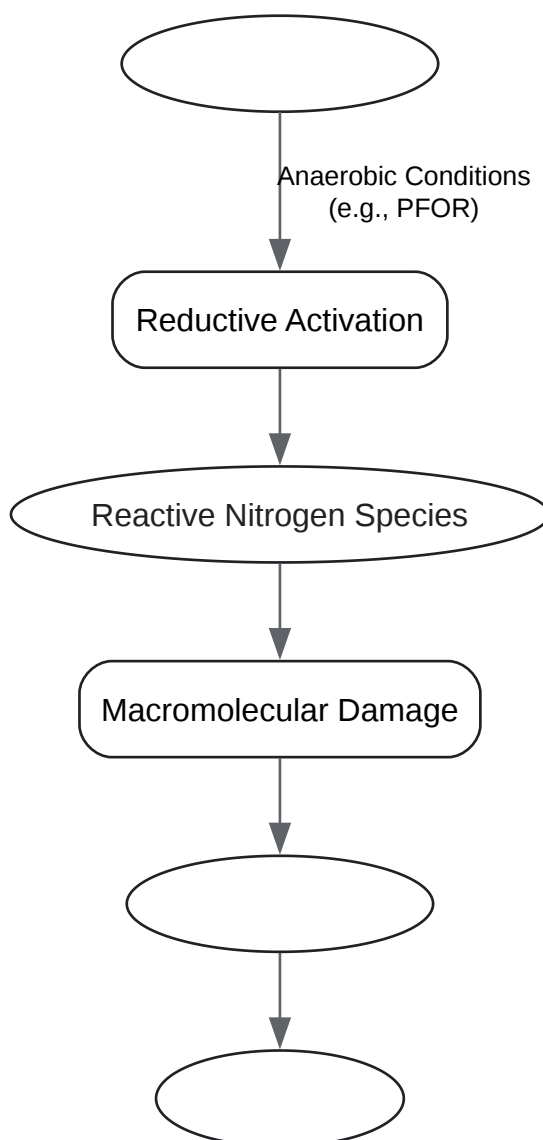 Anaerobic Conditions
(e.g., PFOR)
Reductive Activation
Reactive Nitrogen Species
Macromolecular Damage